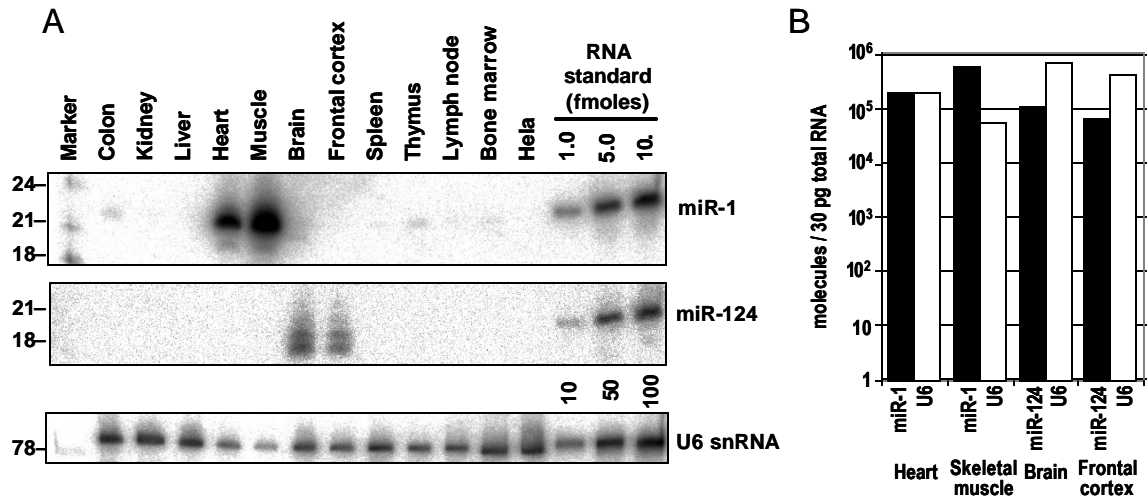 A
Marker
Colon
Kidney
Liver
Heart
Muscle
Brain
Frontal cortex
Spleen
Thymus
Lymph node
Bone marrow
Hela
RNA
standard
(fmoles)
1.0
5.0
10.
24
21
18
miR-1
21
18
miR-124
10
50
100
78
U6 snRNA
B
molecules / 30 pg total RNA
10⁶
10⁵
10⁴
10³
10²
10
1
miR-1
U6
miR-1
U6
miR-124
U6
miR-124
U6
Heart
Skeletal
muscle
Brain
Frontal
cortex